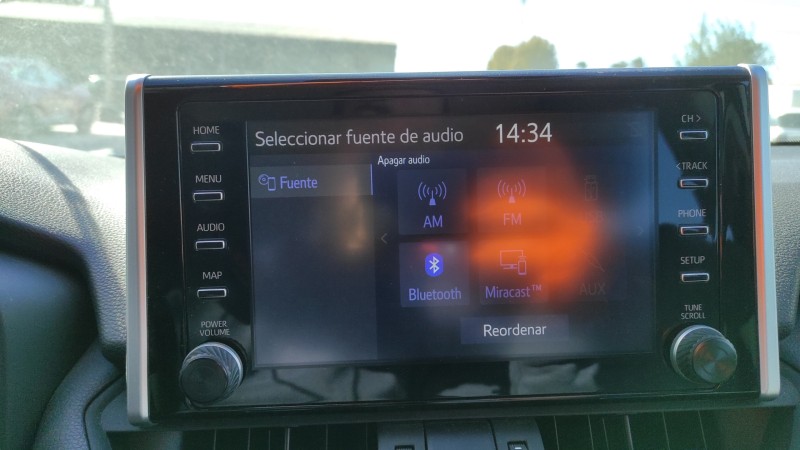 HOME
MENU
AUDIO
MAP
POWER
VOLUME
Seleccionar fuente de audio 14:34
Apagar audio
Fuente
AM
FM
Bluetooth
Miracast™
AUX
Reordenar
CH >
< TRACK
PHONE
SETUP
TUNE
SCROLL